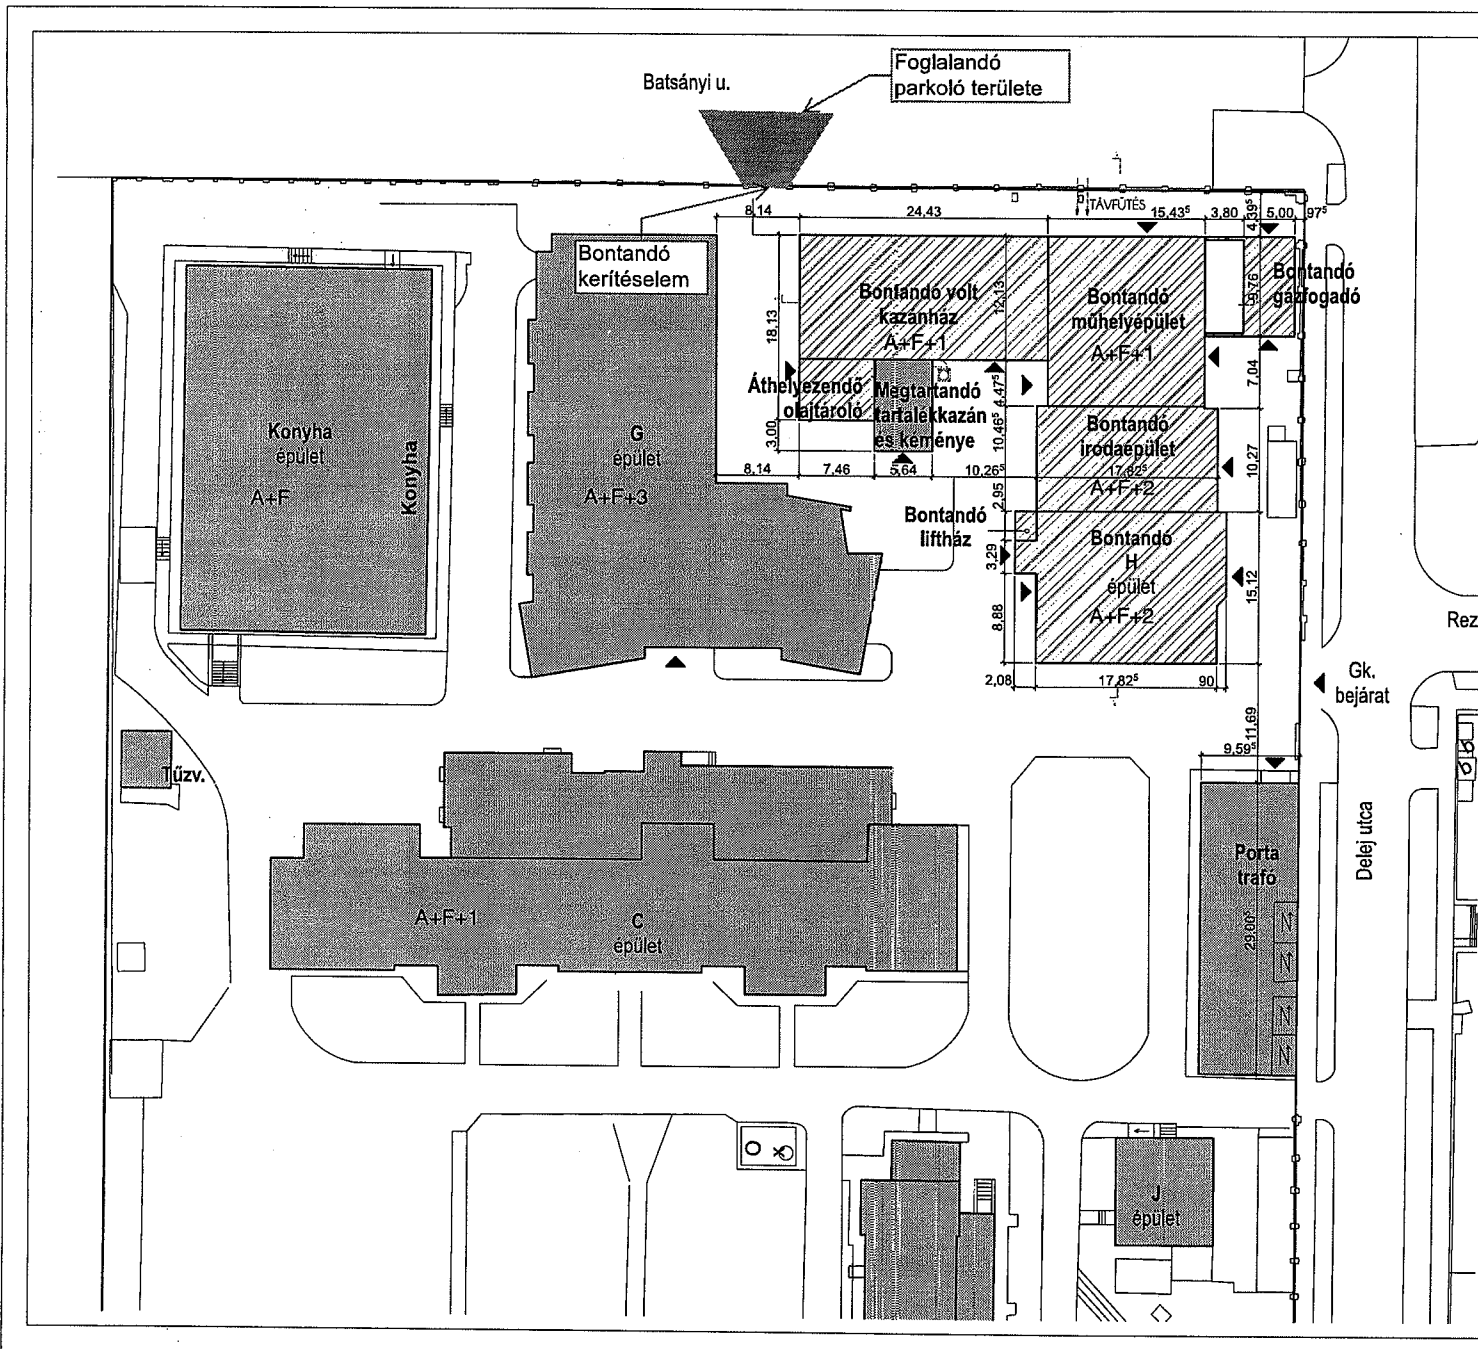 Foglalandó
parkoló területe
Batsányi u.
TÁVFŰTÉS
8,14
24,43
15,43⁵
3,80
4,39⁵
5,00
97⁵
Bontandó
kerítéselem
18,13
12,13
9,76
Bontandó volt
kazánház
A+F+1
Bontandó
műhelyépület
A+F+1
Bontandó
gázfogadó
7,04
Áthelyezendő
olajtároló
Megtartandó
tartalékkazán
és kéménye
4,47⁵
3,00
10,46⁵
Konyha
épület
A+F
Konyha
G
épület
A+F+3
8,14
7,46
5,64
10,26⁵
Bontandó
irodaépület
17,82⁵
A+F+2
10,27
2,95
Bontandó
liftház
3,29
8,88
Bontandó
H
épület
A+F+2
15,12
2,08
17,82⁵
90
11,69
Rez
Gk.
bejárat
9,59⁵
Tűzv.
Delej utca
Porta
trafó
29,00⁵
A+F+1
C
épület
J
épület